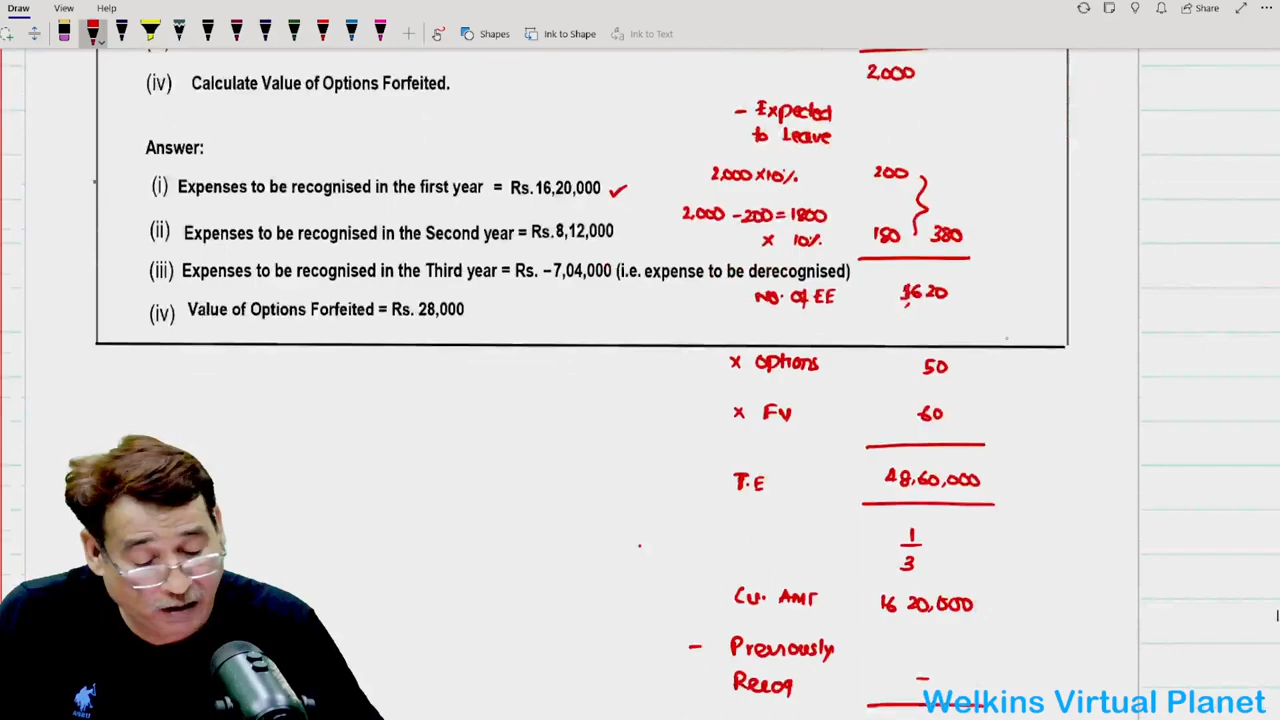 Draw View Help
Share
Shapes Ink to Shape Ink to Text
2,000
(iv) Calculate Value of Options Forfeited.
- Expected
to Leave
Answer:
(i) Expenses to be recognised in the first year = Rs.16,20,000
2,000 x10% 200
(ii) Expenses to be recognised in the Second year = Rs.8,12,000
2,000 -200 = 1800
x 10% 180 380
(iii) Expenses to be recognised in the Third year = Rs. –7,04,000 (i.e. expense to be derecognised)
No. of EE 1620
(iv) Value of Options Forfeited = Rs. 28,000
x options 50
x FV 60
T.E 48,60,000
1
3
Cu. AMT 16 20,000
- Previously
Recog -
Welkins Virtual Planet